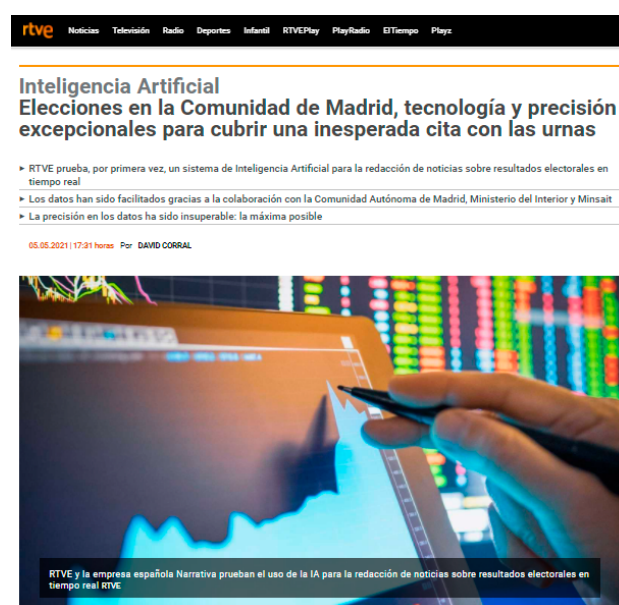 rtve Noticias Televisión Radio Deportes Infantil RTVEPlay PlayRadio ElTiempo Playz
Inteligencia Artificial
Elecciones en la Comunidad de Madrid, tecnología y precisión
excepcionales para cubrir una inesperada cita con las urnas
▸ RTVE prueba, por primera vez, un sistema de Inteligencia Artificial para la redacción de noticias sobre resultados electorales en
tiempo real
▸ Los datos han sido facilitados gracias a la colaboración con la Comunidad Autónoma de Madrid, Ministerio del Interior y Minsait
▸ La precisión en los datos ha sido insuperable: la máxima posible
05.05.2021 | 17:31 horas Por DAVID CORRAL
RTVE y la empresa española Narrativa prueban el uso de la IA para la redacción de noticias sobre resultados electorales en
tiempo real RTVE